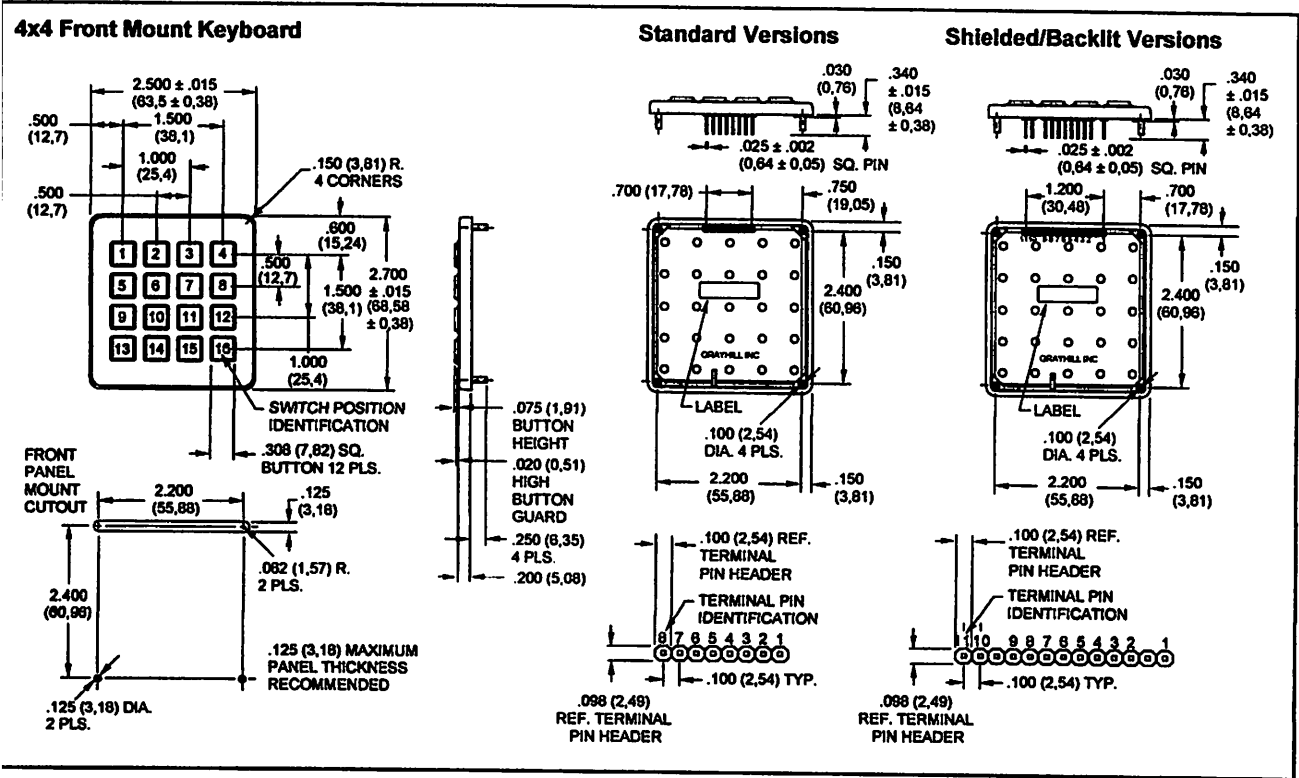 4x4 Front Mount Keyboard
Standard Versions
Shielded/Backlit Versions
2.500 ± .015
(63,5 ± 0,38)
.500
(12,7)
1.500
(38,1)
1.000
(25,4)
.500
(12,7)
.150 (3,81) R.
4 CORNERS
.600
(15,24)
.500
(12,7)
1.500
(38,1)
2.700
± .015
(68,58
± 0,38)
1.000
(25,4)
1 2 3 4
5 6 7 8
9 10 11 12
13 14 15 16
SWITCH POSITION
IDENTIFICATION
.308 (7,82) SQ.
BUTTON 12 PLS.
FRONT
PANEL
MOUNT
CUTOUT
2.200
(55,88)
.125
(3,18)
.062 (1,57) R.
2 PLS.
2.400
(60,96)
.125 (3,18) DIA.
2 PLS.
.125 (3,18) MAXIMUM
PANEL THICKNESS
RECOMMENDED
.075 (1,91)
BUTTON
HEIGHT
.020 (0,51)
HIGH
BUTTON
GUARD
.250 (6,35)
4 PLS.
.200 (5,08)
.030
(0,76)
.340
± .015
(8,64
± 0,38)
.025 ± .002
(0,64 ± 0,05) SQ. PIN
.700 (17,78)
.750
(19,05)
.150
(3,81)
2.400
(60,96)
GRAYHILL INC
LABEL
.100 (2,54)
DIA. 4 PLS.
2.200
(55,88)
.150
(3,81)
.100 (2,54) REF.
TERMINAL
PIN HEADER
TERMINAL PIN
IDENTIFICATION
8 7 6 5 4 3 2 1
.100 (2,54) TYP.
.098 (2,49)
REF. TERMINAL
PIN HEADER
.030
(0,76)
.340
± .015
(8,64
± 0,38)
.025 ± .002
(0,64 ± 0,05) SQ. PIN
1.200
(30,48)
.700
(17,78)
.150
(3,81)
2.400
(60,96)
GRAYHILL INC
LABEL
.100 (2,54)
DIA. 4 PLS.
2.200
(55,88)
.150
(3,81)
.100 (2,54) REF.
TERMINAL
PIN HEADER
TERMINAL PIN
IDENTIFICATION
11 10 9 8 7 6 5 4 3 2 1
.100 (2,54) TYP.
.098 (2,49)
REF. TERMINAL
PIN HEADER